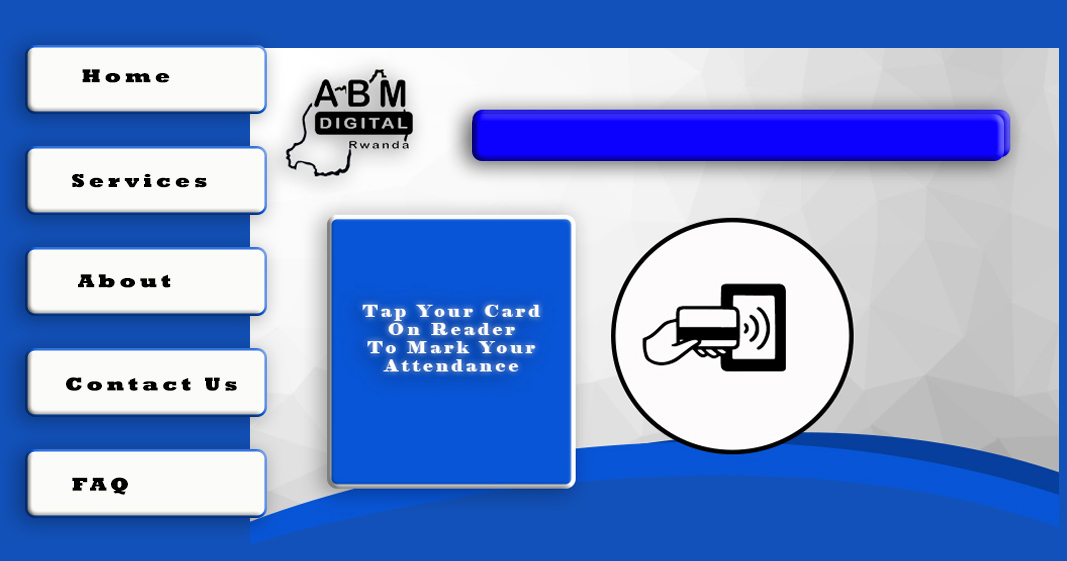 Home
Services
About
Contact Us
FAQ
ABM
DIGITAL
Rwanda
Tap Your Card
On Reader
To Mark Your
Attendance